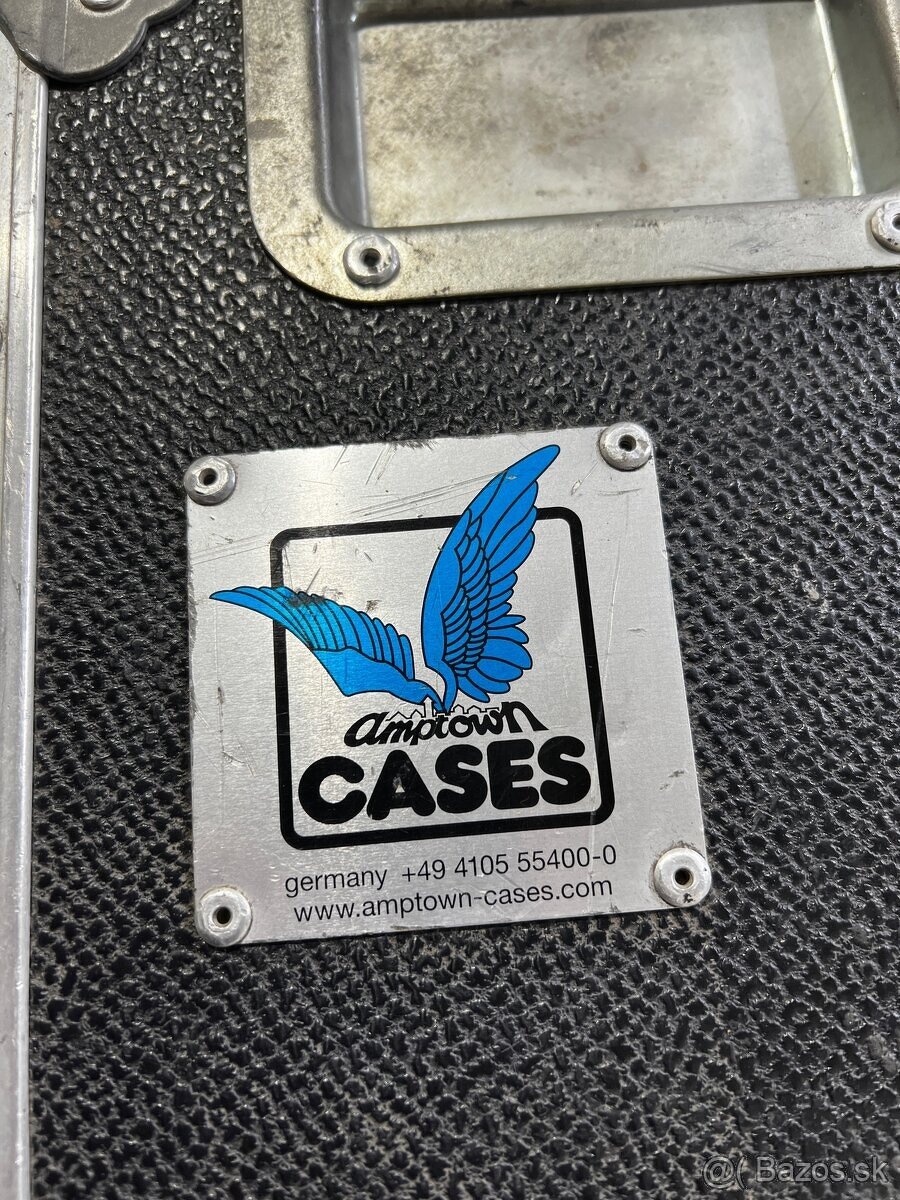 amptown
CASES
germany +49 4105 55400-0
www.amptown-cases.com
@( Bazos.sk